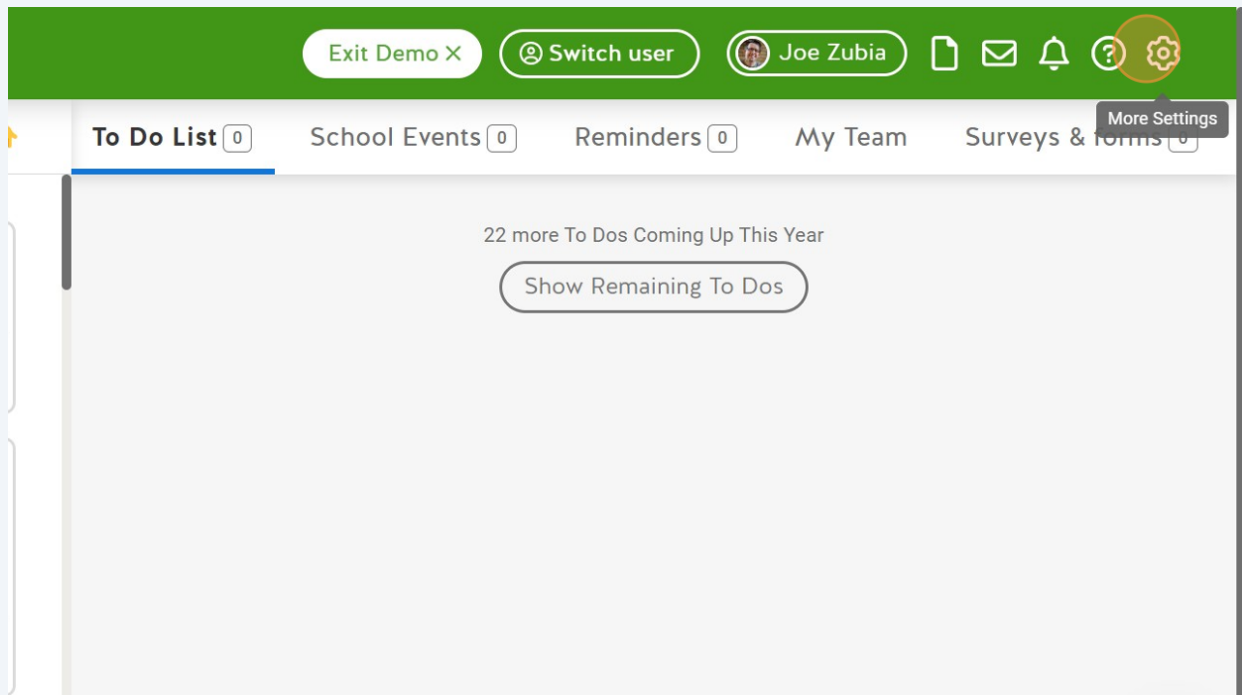 Exit Demo ✕ Switch user Joe Zubia
More Settings
To Do List 0 School Events 0 Reminders 0 My Team Surveys & forms 0
22 more To Dos Coming Up This Year
Show Remaining To Dos